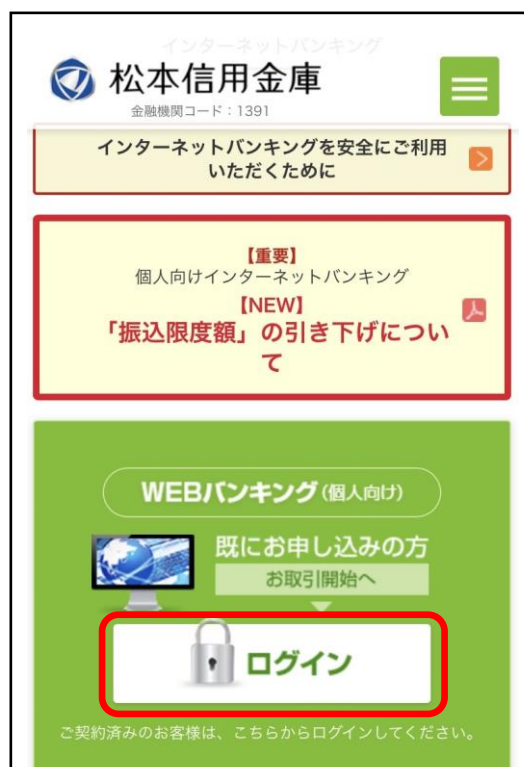 インターネットバンキング
松本信用金庫
金融機関コード：1391
インターネットバンキングを安全にご利用
いただくために
【重要】
個人向けインターネットバンキング
【NEW】
「振込限度額」の引き下げについ
て
WEBバンキング（個人向け）
既にお申し込みの方
お取引開始へ
ログイン
ご契約済みのお客様は、こちらからログインしてください。